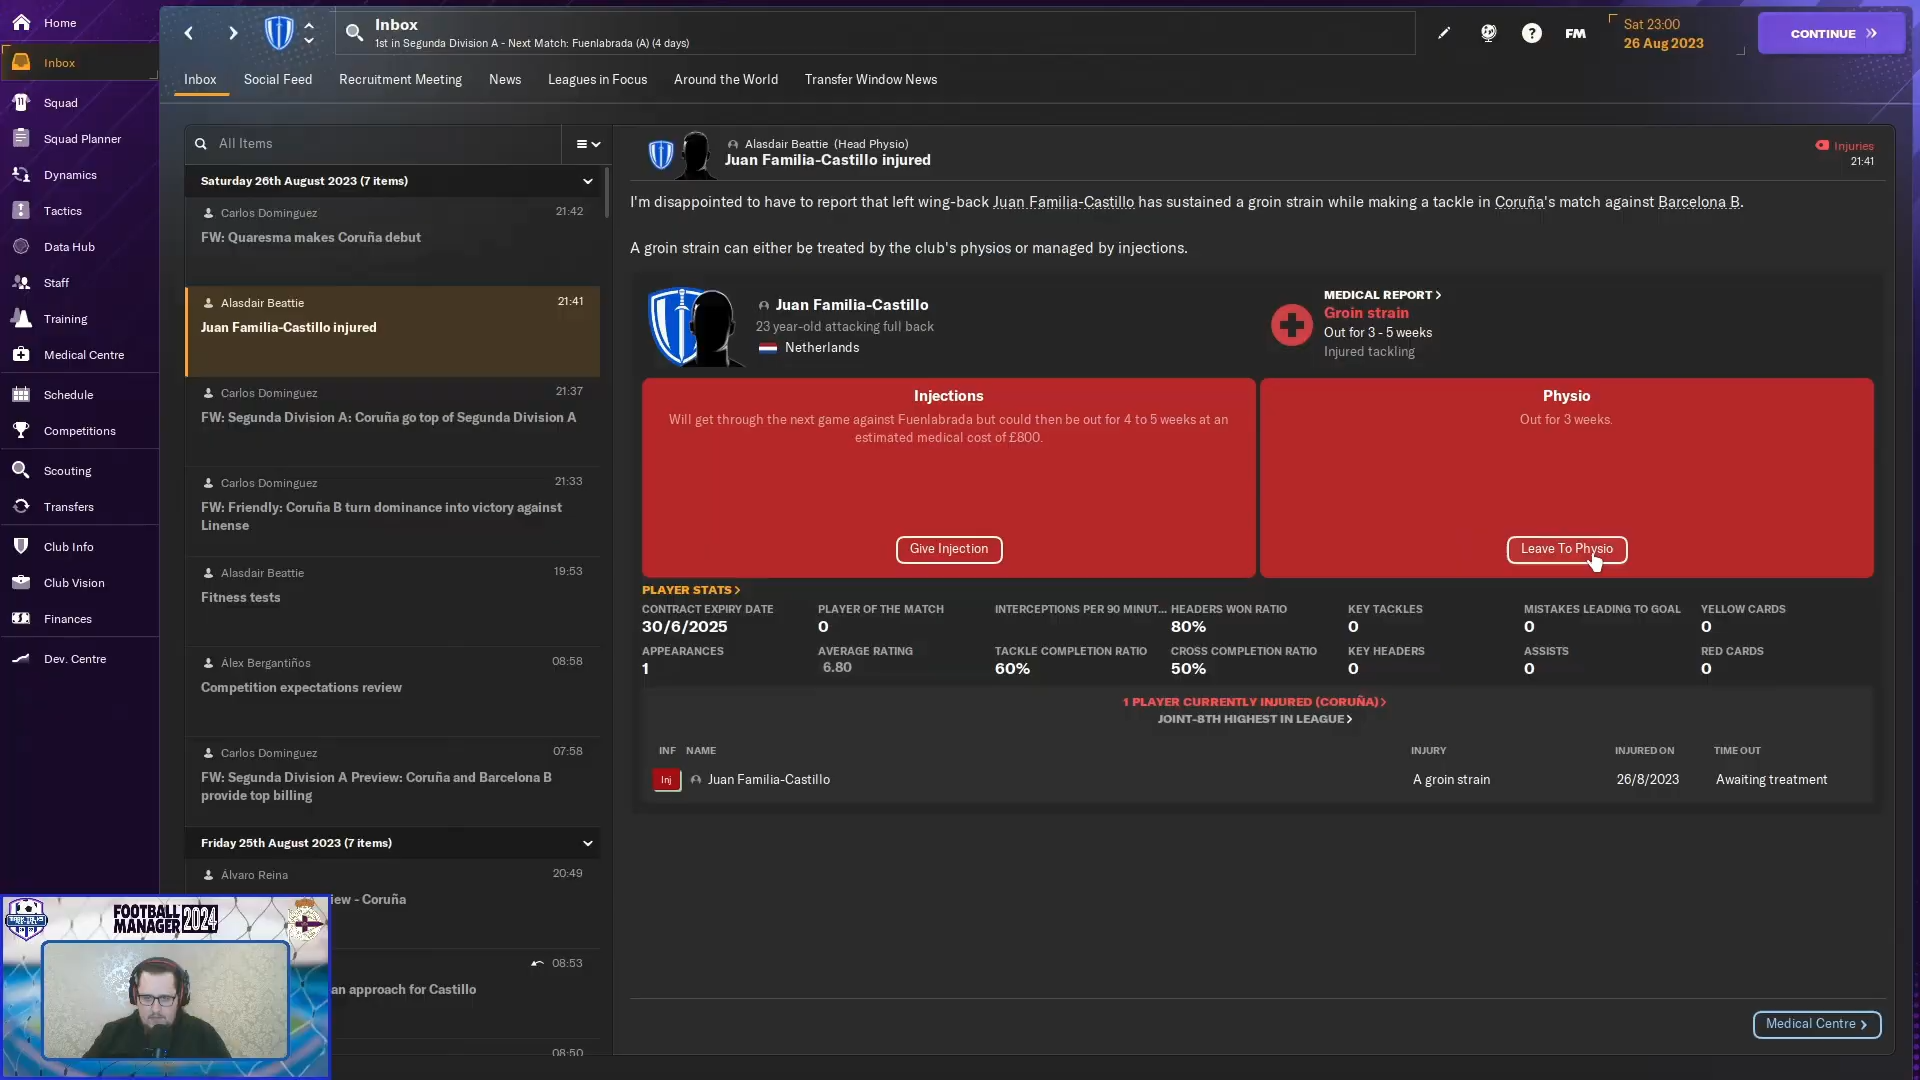 Home
Inbox
Squad
Squad Planner
Dynamics
Tactics
Data Hub
Staff
Training
Medical Centre
Schedule
Competitions
Scouting
Transfers
Club Info
Club Vision
Finances
Dev. Centre
Inbox
1st in Segunda Division A - Next Match: Fuenlabrada (A) (4 days)
FM
Sat 23:00
26 Aug 2023
CONTINUE
Inbox Social Feed Recruitment Meeting News Leagues in Focus Around the World Transfer Window News
All Items
Saturday 26th August 2023 (7 items)
Carlos Dominguez 21:42
FW: Quaresma makes Coruña debut
Alasdair Beattie 21:41
Juan Familia-Castillo injured
Carlos Dominguez 21:37
FW: Segunda Division A: Coruña go top of Segunda Division A
Carlos Dominguez 21:33
FW: Friendly: Coruña B turn dominance into victory against
Linense
Alasdair Beattie 19:53
Fitness tests
Álex Bergantiños 08:58
Competition expectations review
Carlos Dominguez 07:58
FW: Segunda Division A Preview: Coruña and Barcelona B
provide top billing
Friday 25th August 2023 (7 items)
Álvaro Reina 20:49
iew - Coruña
08:53
an approach for Castillo
08:50
Alasdair Beattie (Head Physio)
Juan Familia-Castillo injured
Injuries
21:41
I'm disappointed to have to report that left wing-back Juan Familia-Castillo has sustained a groin strain while making a tackle in Coruña's match against Barcelona B.
A groin strain can either be treated by the club's physios or managed by injections.
Juan Familia-Castillo
23 year-old attacking full back
Netherlands
MEDICAL REPORT
Groin strain
Out for 3 - 5 weeks
Injured tackling
Injections
Will get through the next game against Fuenlabrada but could then be out for 4 to 5 weeks at an
estimated medical cost of £800.
Give Injection
Physio
Out for 3 weeks.
Leave To Physio
PLAYER STATS
CONTRACT EXPIRY DATE PLAYER OF THE MATCH INTERCEPTIONS PER 90 MINUT... HEADERS WON RATIO KEY TACKLES MISTAKES LEADING TO GOAL YELLOW CARDS
30/6/2025 0 80% 0 0 0
APPEARANCES AVERAGE RATING TACKLE COMPLETION RATIO CROSS COMPLETION RATIO KEY HEADERS ASSISTS RED CARDS
1 6.80 60% 50% 0 0 0
1 PLAYER CURRENTLY INJURED (CORUÑA)
JOINT-8TH HIGHEST IN LEAGUE
INF NAME INJURY INJURED ON TIME OUT
Inj Juan Familia-Castillo A groin strain 26/8/2023 Awaiting treatment
Medical Centre
FOOTBALL
MANAGER 2024